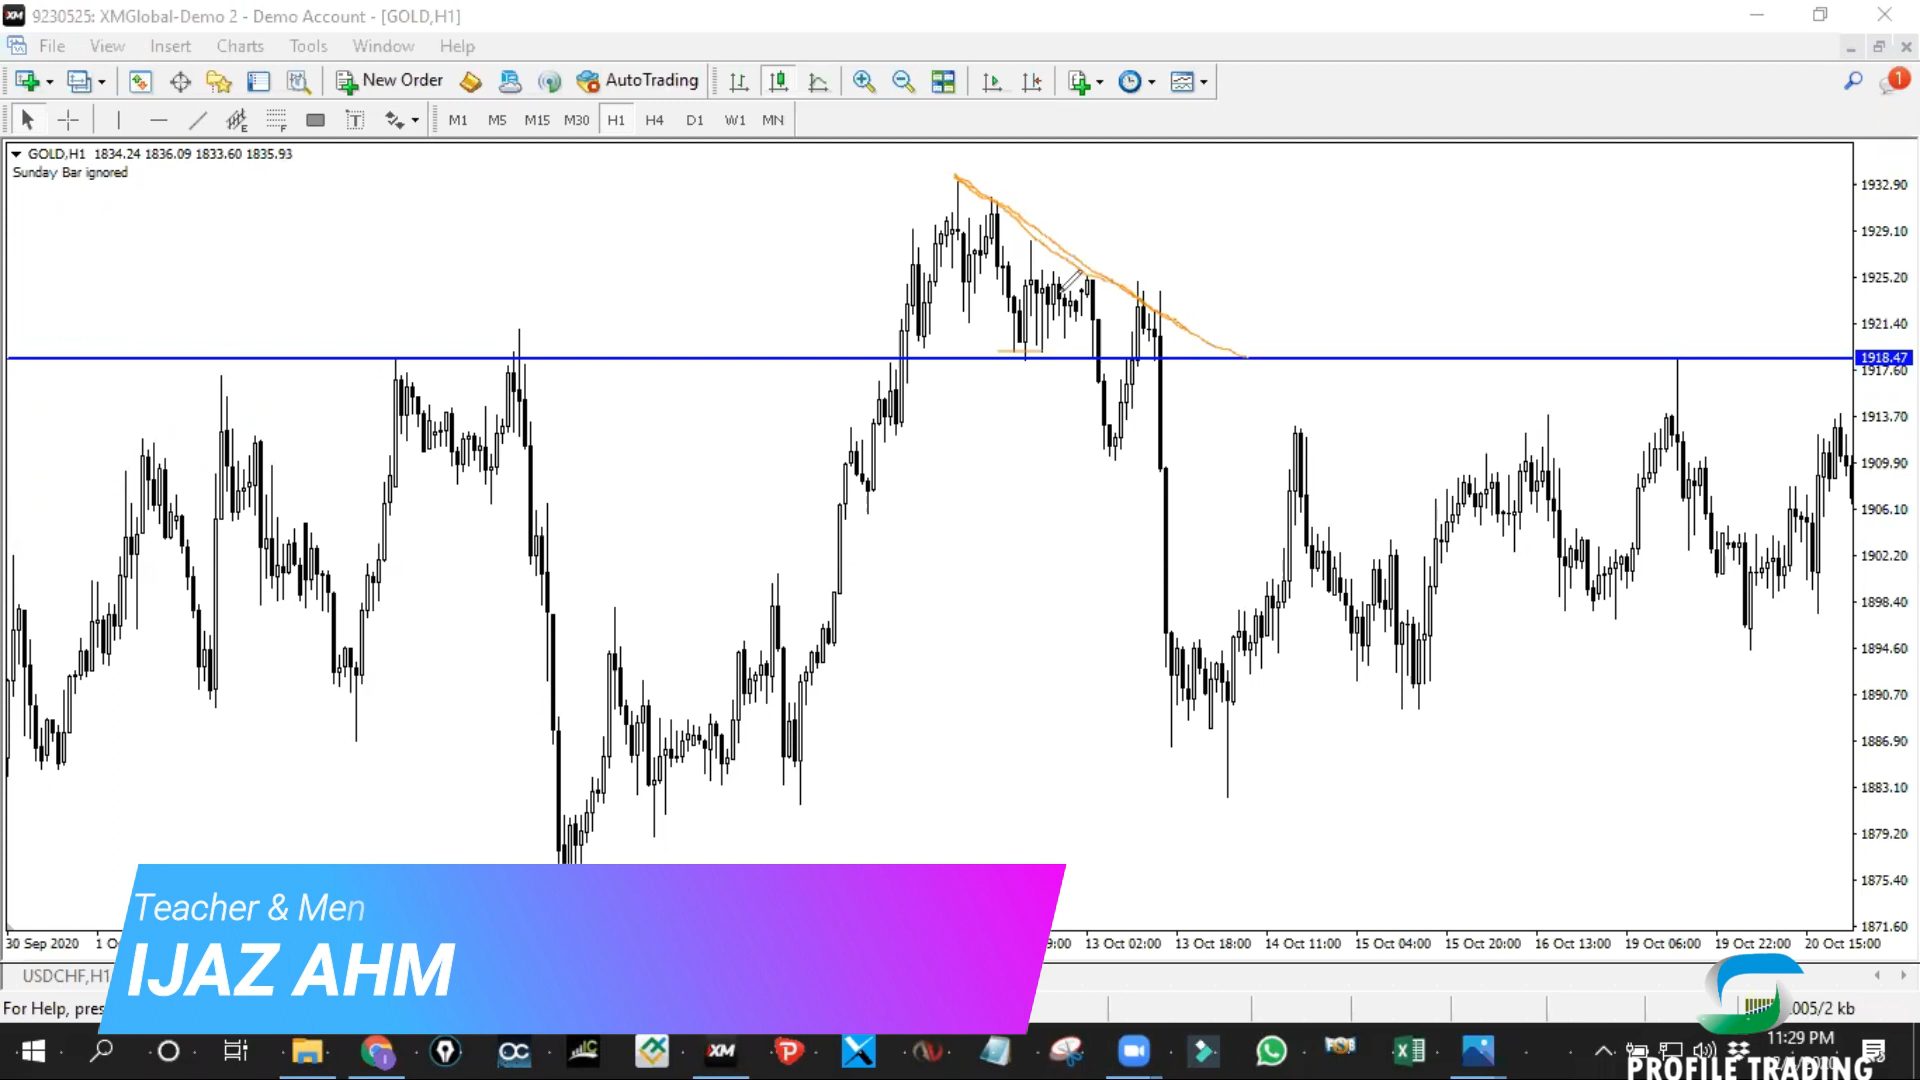 9230525: XMGlobal-Demo 2 - Demo Account - [GOLD,H1]
File View Insert Charts Tools Window Help
New Order AutoTrading
1
M1 M5 M15 M30 H1 H4 D1 W1 MN
GOLD,H1 1834.24 1836.09 1833.60 1835.93
Sunday Bar ignored
1932.90
1929.10
1925.20
1921.40
1918.47
1917.60
1913.70
1909.90
1906.10
1902.20
1898.40
1894.60
1890.70
1886.90
1883.10
1879.20
1875.40
1871.60
30 Sep 2020 13 Oct 02:00 13 Oct 18:00 14 Oct 11:00 15 Oct 04:00 15 Oct 20:00 16 Oct 13:00 19 Oct 06:00 19 Oct 22:00 20 Oct 15:00
Teacher & Men
IJAZ AHM
USDCHF,H1
For Help, pres
005/2 kb
OC
XM
11:29 PM
PROFILE TRADING